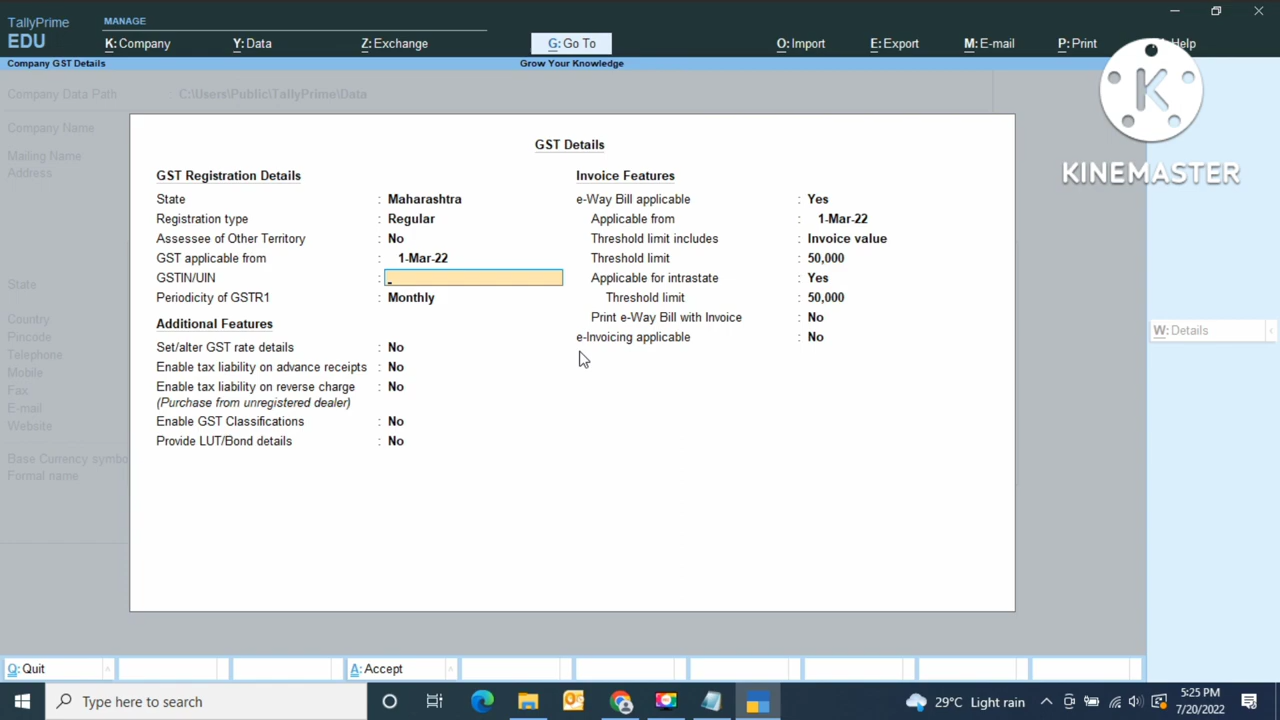 TallyPrime
EDU
MANAGE
K: Company
Y: Data
Z: Exchange
G: Go To
O: Import
E: Export
M: E-mail
P: Print
Help
Company GST Details
Grow Your Knowledge
KINEMASTER
Company Data Path C:\Users\Public\TallyPrime\Data
Company Name
Mailing Name
Address
State
Country
Pincode
Telephone
Mobile
Fax
E-mail
Website
Base Currency symbo
Formal name
GST Details
GST Registration Details
State : Maharashtra
Registration type : Regular
Assessee of Other Territory : No
GST applicable from : 1-Mar-22
GSTIN/UIN :
Periodicity of GSTR1 : Monthly
Additional Features
Set/alter GST rate details : No
Enable tax liability on advance receipts : No
Enable tax liability on reverse charge : No
(Purchase from unregistered dealer)
Enable GST Classifications : No
Provide LUT/Bond details : No
Invoice Features
e-Way Bill applicable : Yes
Applicable from : 1-Mar-22
Threshold limit includes : Invoice value
Threshold limit : 50,000
Applicable for intrastate : Yes
Threshold limit : 50,000
Print e-Way Bill with Invoice : No
e-Invoicing applicable : No
W: Details
Q: Quit
A: Accept
Type here to search
29°C Light rain
5:25 PM
7/20/2022